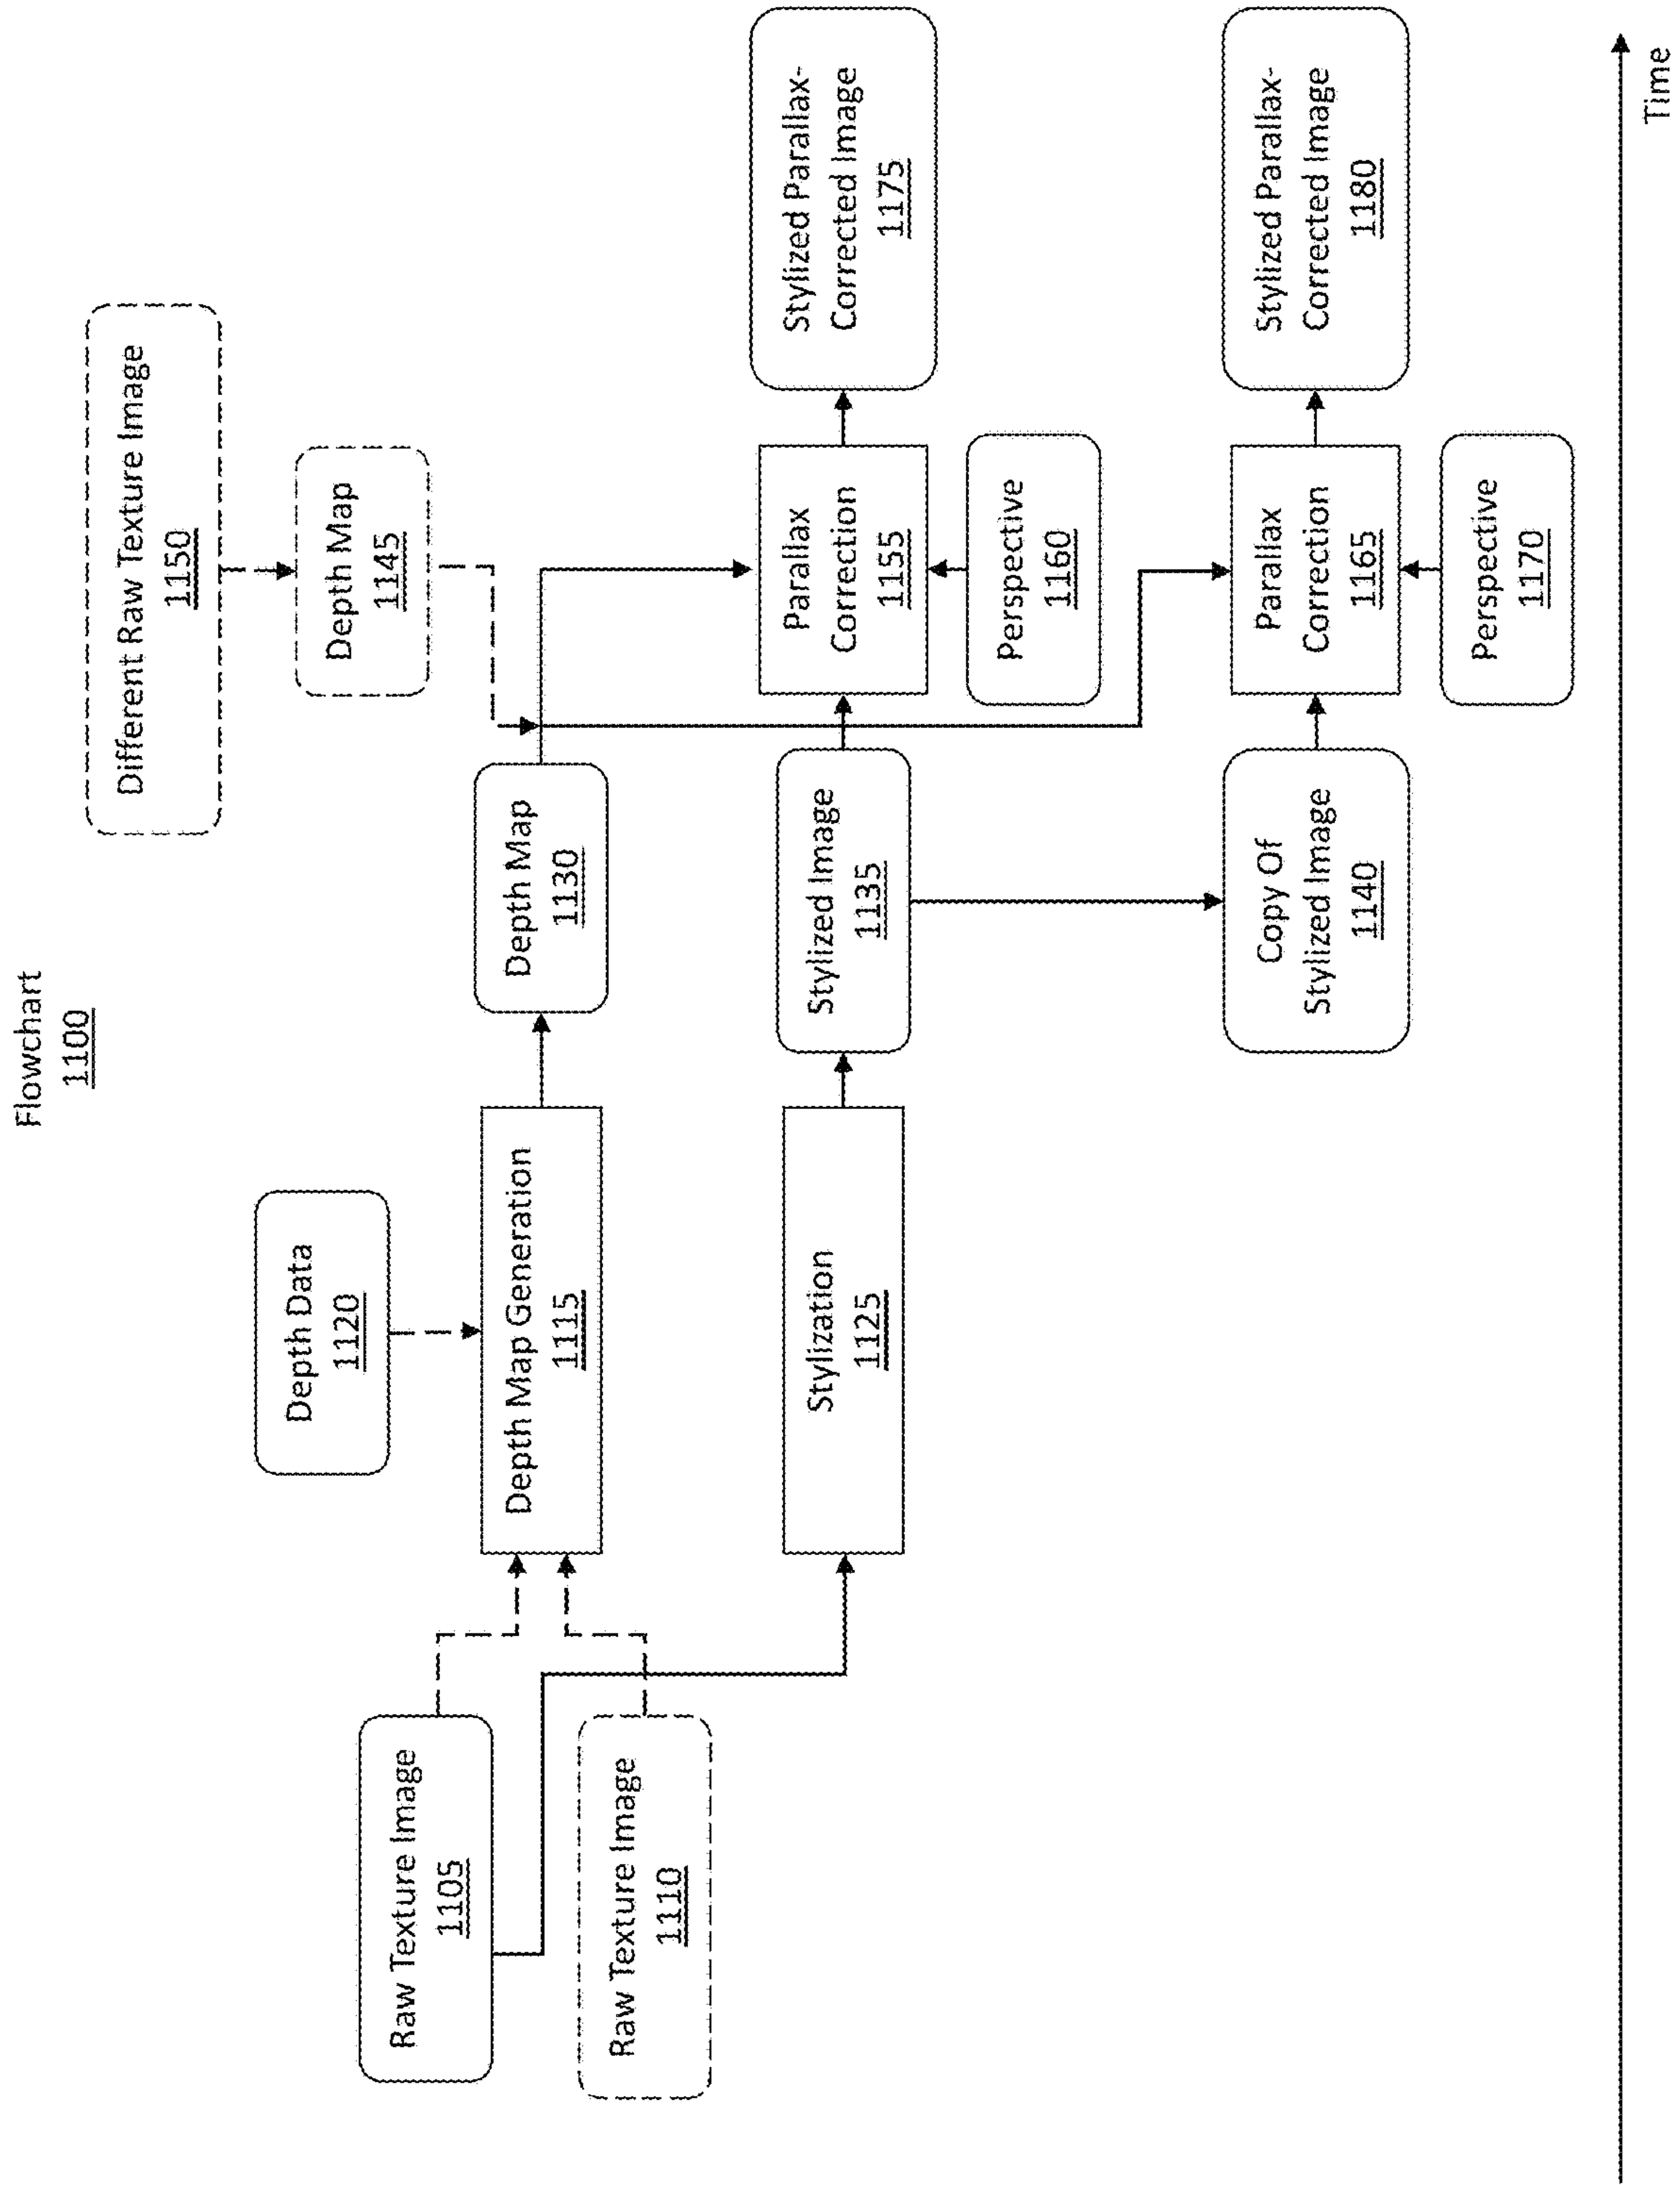 Flowchart
1100
Different Raw Texture Image
1150
Depth Data
1120
Depth Map
1145
Raw Texture Image
1105
Depth Map Generation
1115
Depth Map
1130
Raw Texture Image
1110
Stylization
1125
Stylized Image
1135
Parallax
Correction
1155
Stylized Parallax-
Corrected Image
1175
Perspective
1160
Copy Of
Stylized Image
1140
Parallax
Correction
1165
Stylized Parallax-
Corrected Image
1180
Perspective
1170
Time